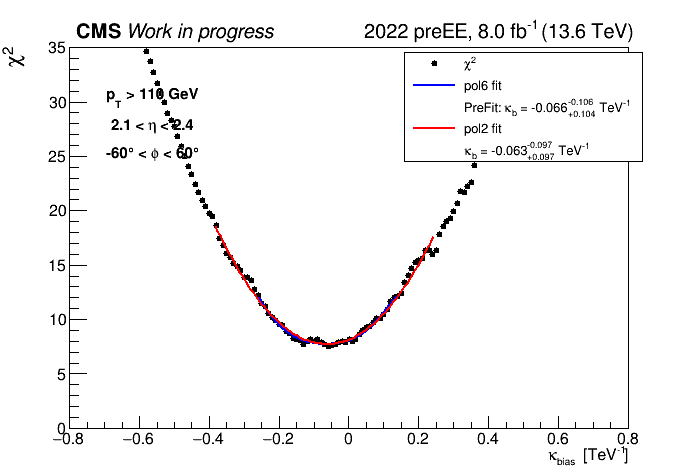 CMS Work in progress 2022 preEE, 8.0 fb⁻¹ (13.6 TeV)
χ²
35
30
25
20
15
10
5
0
p_T > 110 GeV
2.1 < η < 2.4
-60° < ϕ < 60°
χ²
pol6 fit
PreFit: κ_b = -0.066 -0.106 +0.104 TeV⁻¹
pol2 fit
κ_b = -0.063 -0.097 +0.097 TeV⁻¹
−0.8 −0.6 −0.4 −0.2 0 0.2 0.4 0.6 0.8
κ_bias [TeV⁻¹]